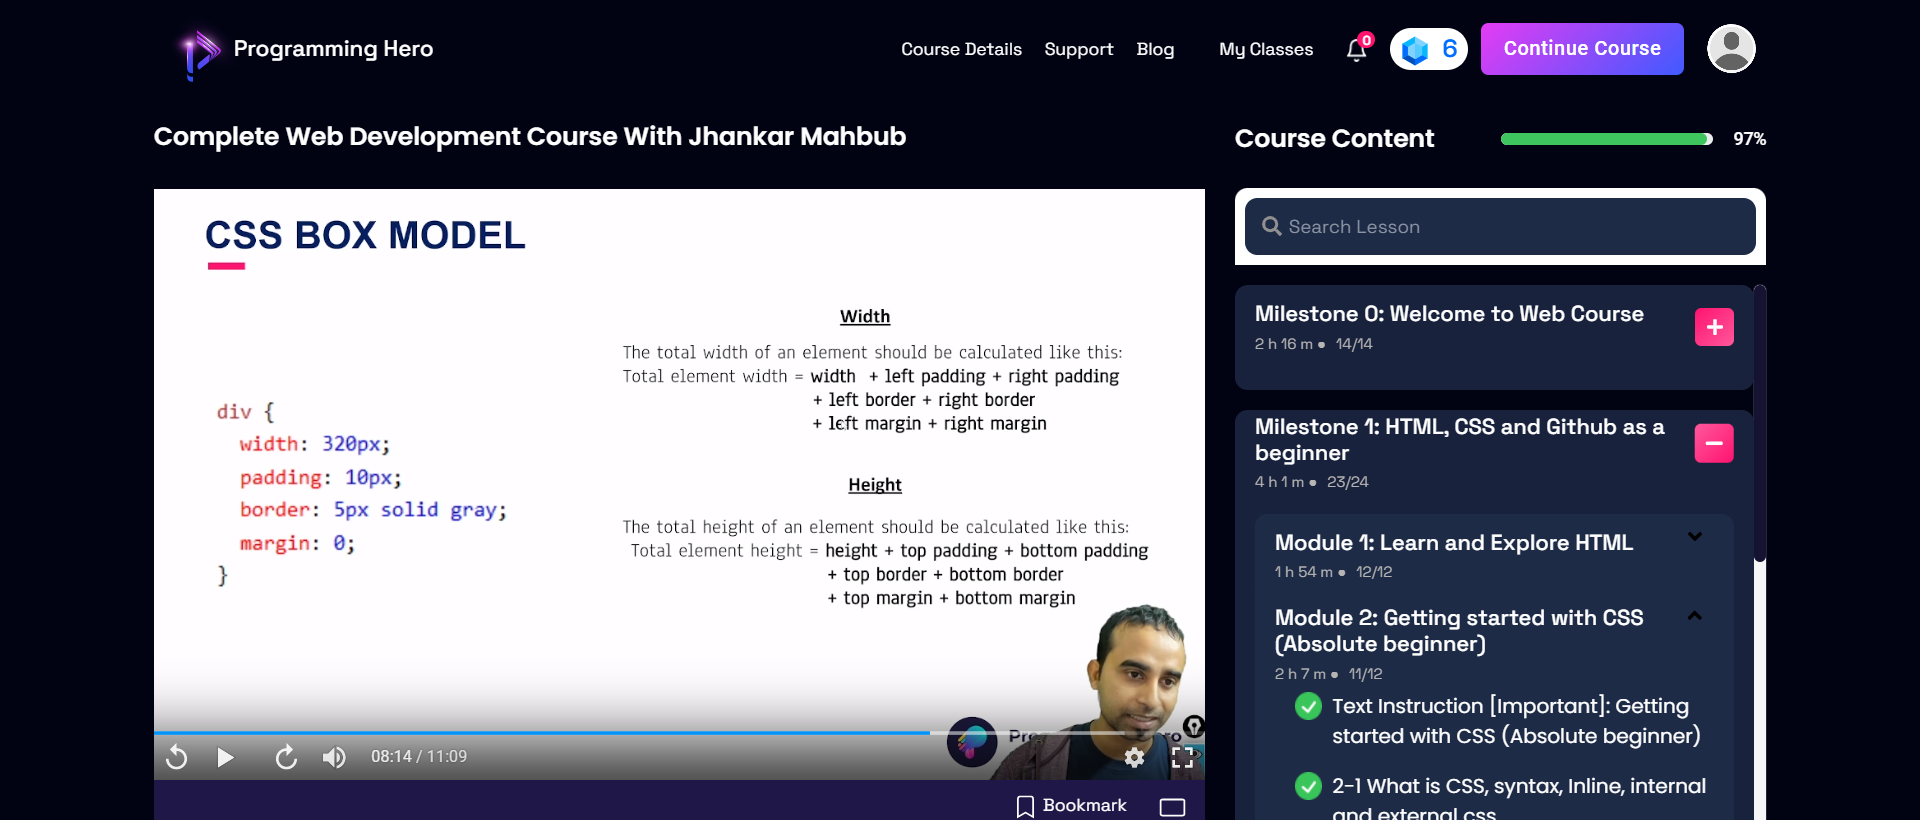 Programming Hero
Course Details Support Blog My Classes 0 6 Continue Course
Complete Web Development Course With Jhankar Mahbub
CSS BOX MODEL
div {
width: 320px;
padding: 10px;
border: 5px solid gray;
margin: 0;
}
Width
The total width of an element should be calculated like this:
Total element width = width + left padding + right padding
+ left border + right border
+ left margin + right margin
Height
The total height of an element should be calculated like this:
Total element height = height + top padding + bottom padding
+ top border + bottom border
+ top margin + bottom margin
08:14 / 11:09
Bookmark
Course Content 97%
Search Lesson
Milestone 0: Welcome to Web Course
2 h 16 m • 14/14
Milestone 1: HTML, CSS and Github as a
beginner
4 h 1 m • 23/24
Module 1: Learn and Explore HTML
1 h 54 m • 12/12
Module 2: Getting started with CSS
(Absolute beginner)
2 h 7 m • 11/12
Text Instruction [Important]: Getting
started with CSS (Absolute beginner)
2-1 What is CSS, syntax, Inline, internal
and external css